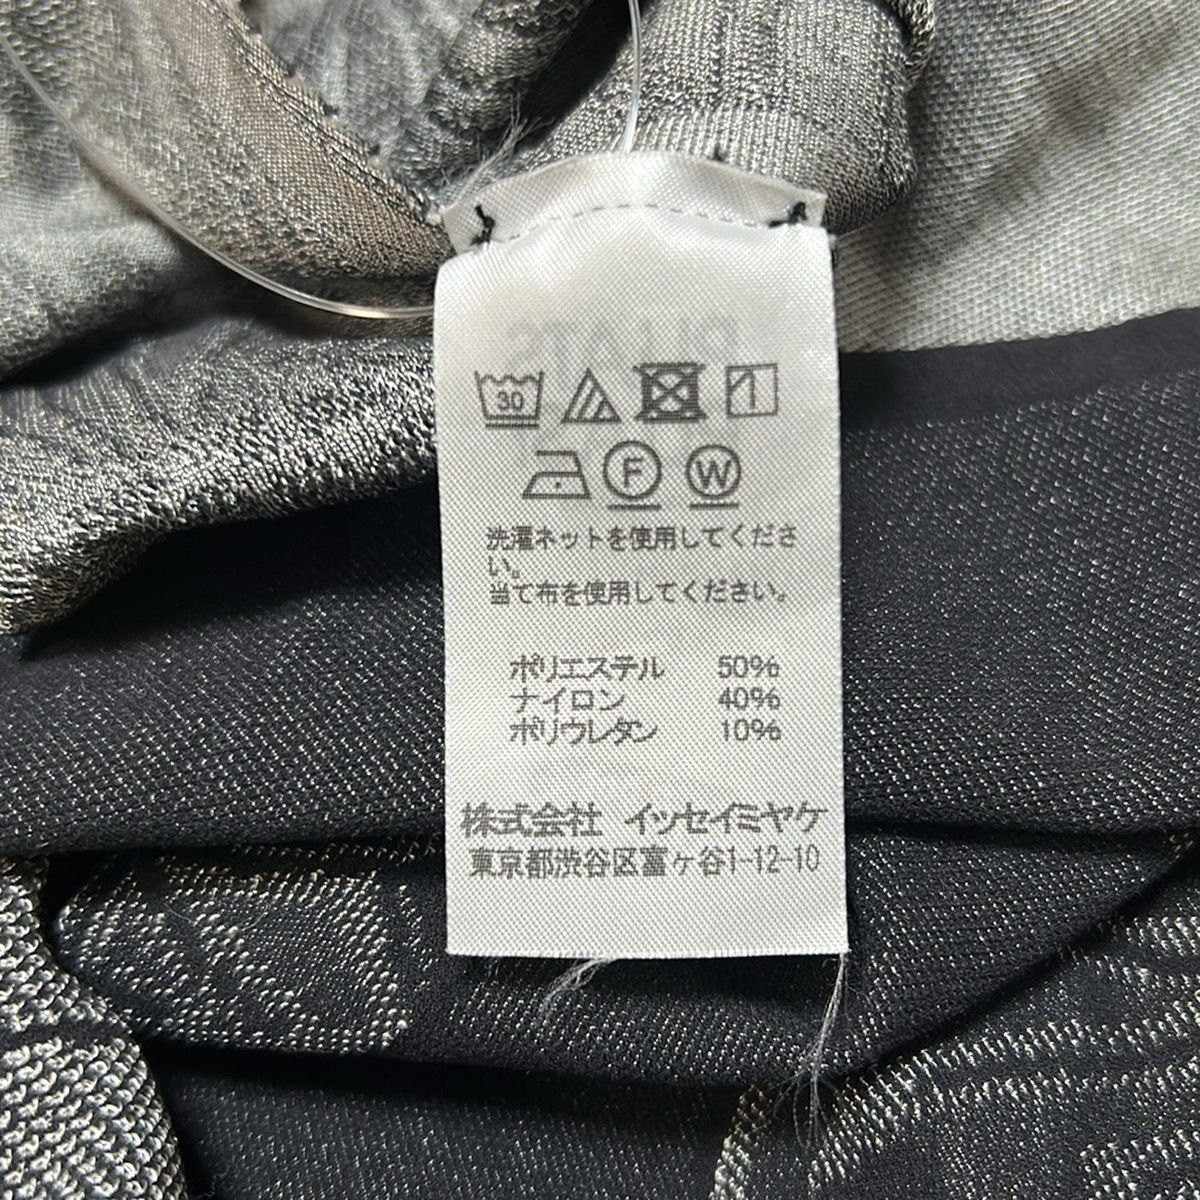 30
F W
洗濯ネットを使用してくださ
い。
当て布を使用してください。
ポリエステル 50%
ナイロン 40%
ポリウレタン 10%
株式会社 イッセイミヤケ
東京都渋谷区富ヶ谷1-12-10